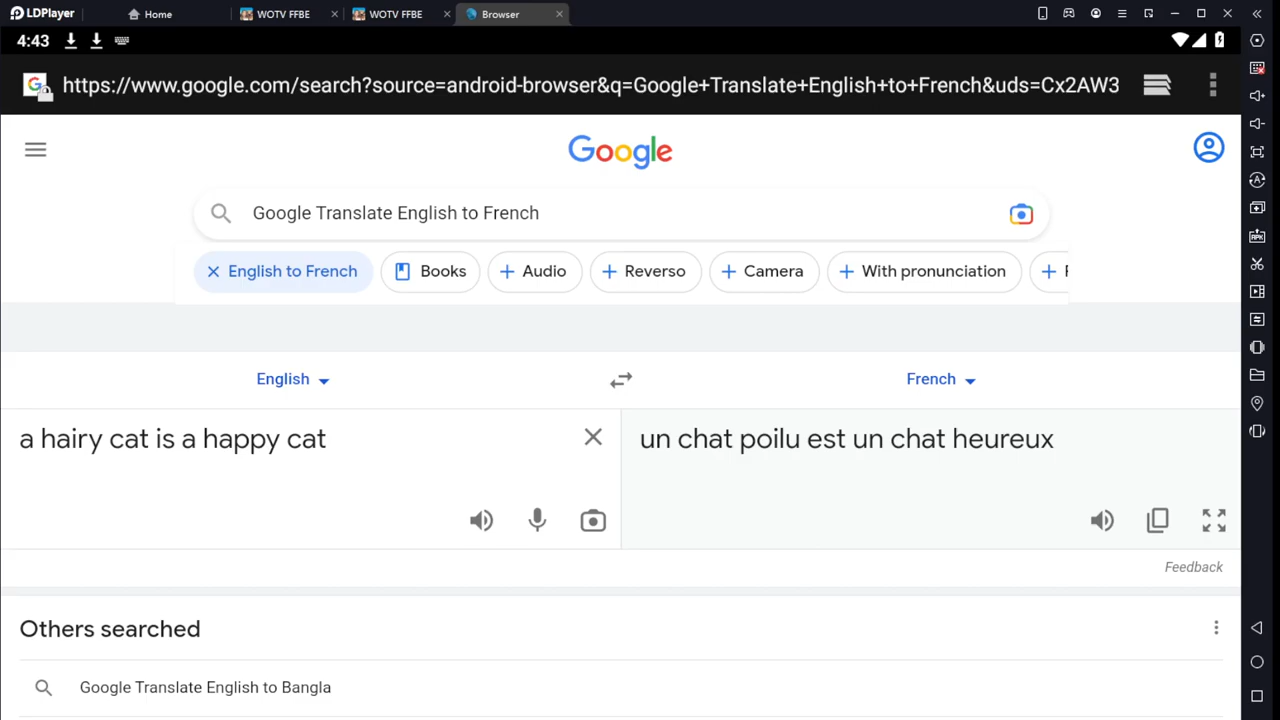 LDPlayer Home WOTV FFBE WOTV FFBE Browser
4:43
https://www.google.com/search?source=android-browser&q=Google+Translate+English+to+French&uds=Cx2AW3
Google
Google Translate English to French
English to French Books Audio Reverso Camera With pronunciation
English French
a hairy cat is a happy cat
un chat poilu est un chat heureux
Feedback
Others searched
Google Translate English to Bangla